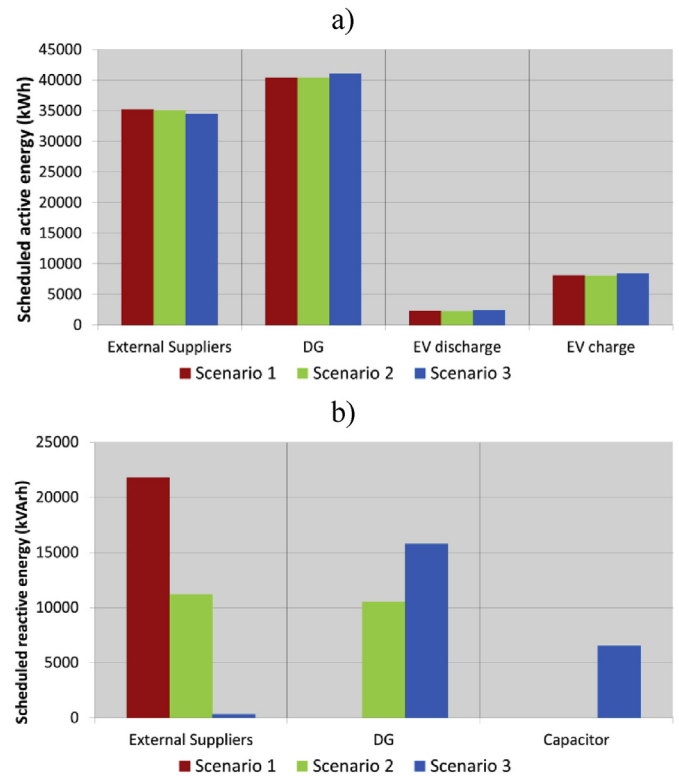 a)
Scheduled active energy (kWh)
45000
40000
35000
30000
25000
20000
15000
10000
5000
0
External Suppliers DG EV discharge EV charge
Scenario 1 Scenario 2 Scenario 3
b)
Scheduled reactive energy (kVArh)
25000
20000
15000
10000
5000
0
External Suppliers DG Capacitor
Scenario 1 Scenario 2 Scenario 3